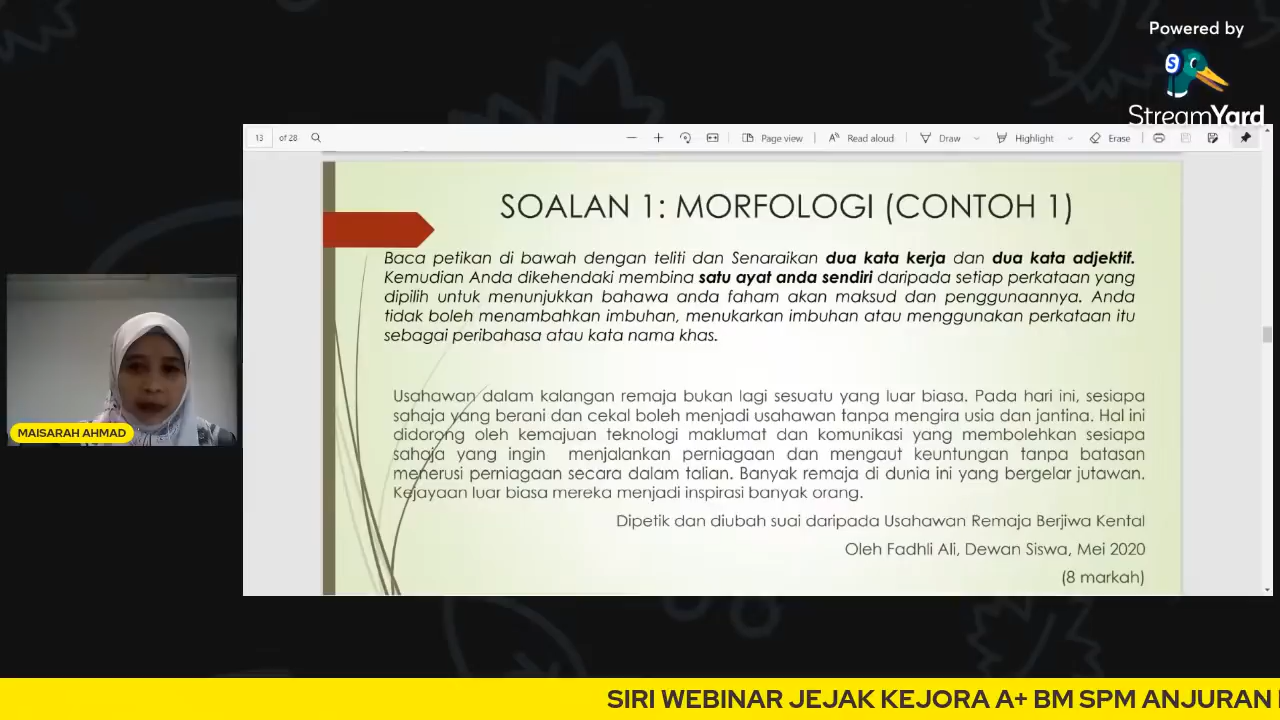 Powered by
StreamYard
13 of 28
Page view
Read aloud
Draw
Highlight
Erase
SOALAN 1: MORFOLOGI (CONTOH 1)
Baca petikan di bawah dengan teliti dan Senaraikan dua kata kerja dan dua kata adjektif.
Kemudian Anda dikehendaki membina satu ayat anda sendiri daripada setiap perkataan yang
dipilih untuk menunjukkan bahawa anda faham akan maksud dan penggunaannya. Anda
tidak boleh menambahkan imbuhan, menukarkan imbuhan atau menggunakan perkataan itu
sebagai peribahasa atau kata nama khas.
Usahawan dalam kalangan remaja bukan lagi sesuatu yang luar biasa. Pada hari ini, sesiapa
sahaja yang berani dan cekal boleh menjadi usahawan tanpa mengira usia dan jantina. Hal ini
didorong oleh kemajuan teknologi maklumat dan komunikasi yang membolehkan sesiapa
sahaja yang ingin menjalankan perniagaan dan mengaut keuntungan tanpa batasan
menerusi perniagaan secara dalam talian. Banyak remaja di dunia ini yang bergelar jutawan.
Kejayaan luar biasa mereka menjadi inspirasi banyak orang.
Dipetik dan diubah suai daripada Usahawan Remaja Berjiwa Kental
Oleh Fadhli Ali, Dewan Siswa, Mei 2020
(8 markah)
MAISARAH AHMAD
SIRI WEBINAR JEJAK KEJORA A+ BM SPM ANJURAN